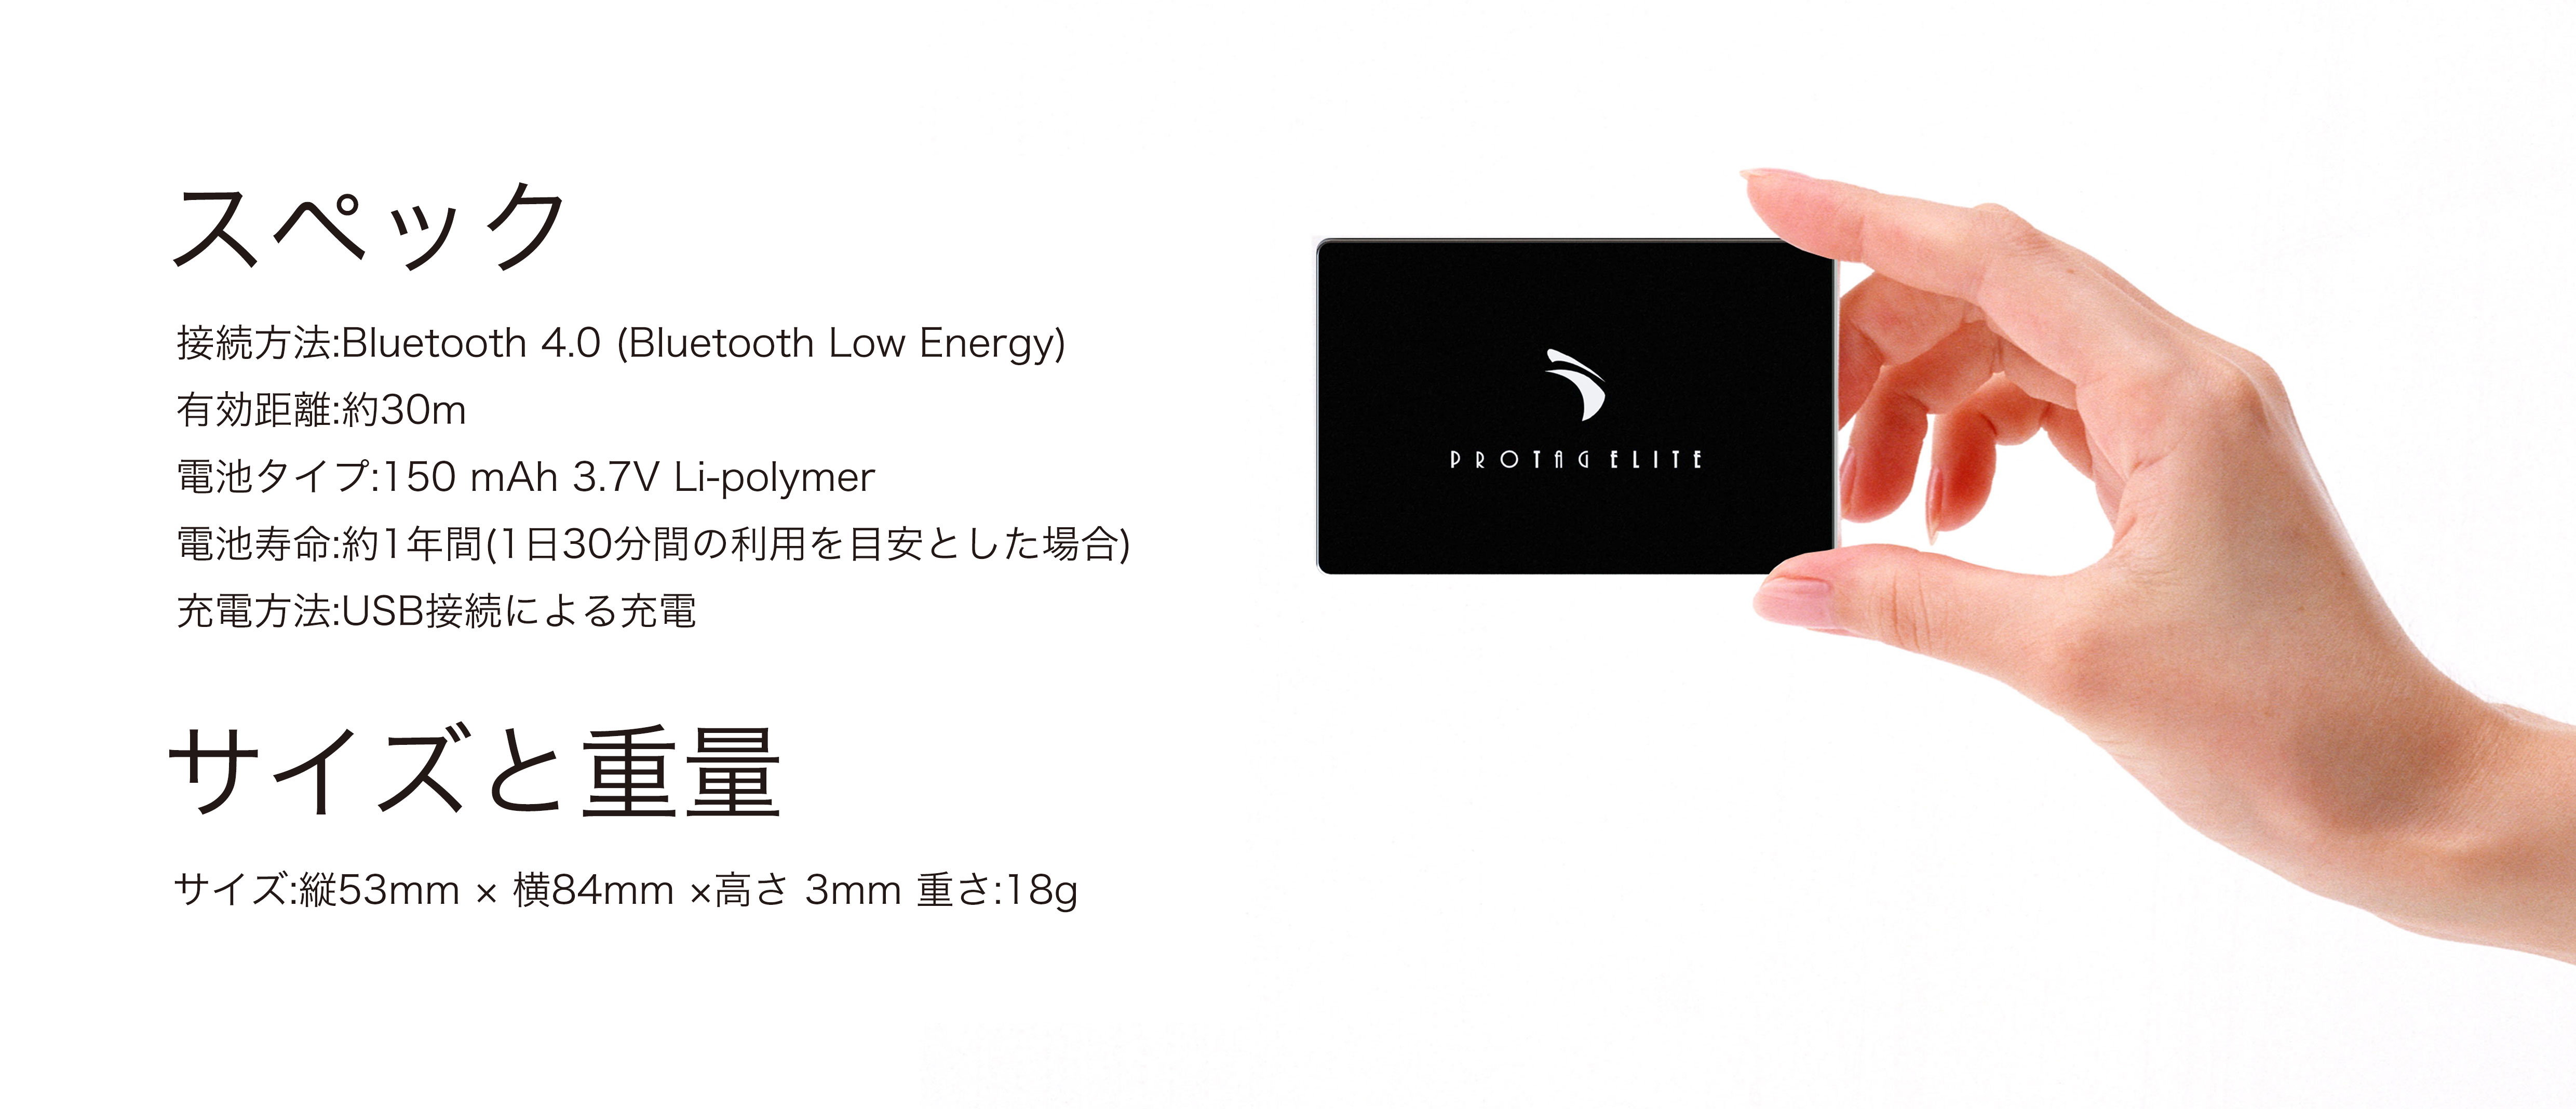 スペック
接続方法:Bluetooth 4.0 (Bluetooth Low Energy)
有効距離:約30m
電池タイプ:150 mAh 3.7V Li-polymer
電池寿命:約1年間(1日30分間の利用を目安とした場合)
充電方法:USB接続による充電
サイズと重量
サイズ:縦53mm × 横84mm ×高さ 3mm 重さ:18g
PROTAG ELITE